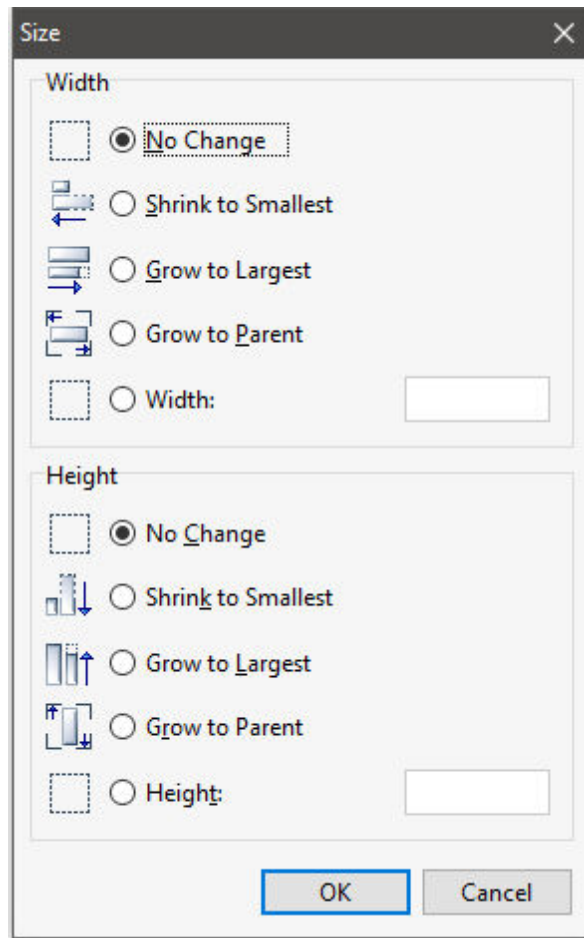 Size
Width
No Change
Shrink to Smallest
Grow to Largest
Grow to Parent
Width:
Height
No Change
Shrink to Smallest
Grow to Largest
Grow to Parent
Height:
OK Cancel